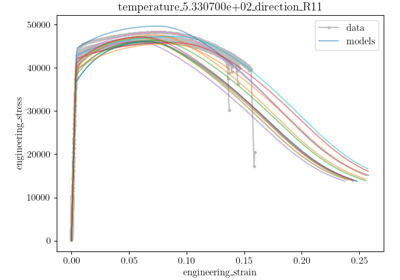 temperature_5.330700e+02_direction_R11
data
models
engineering_stress
50000
40000
30000
20000
10000
0
0.00 0.05 0.10 0.15 0.20 0.25
engineering_strain